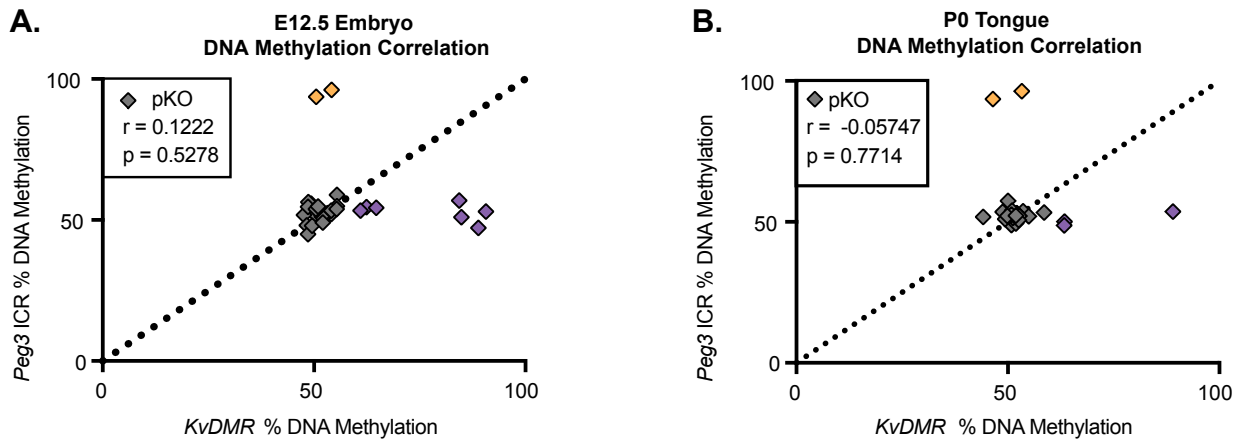 A.
E12.5 Embryo
DNA Methylation Correlation
Peg3 ICR % DNA Methylation
100
50
0
pKO
r = 0.1222
p = 0.5278
0 50 100
KvDMR % DNA Methylation
B.
P0 Tongue
DNA Methylation Correlation
Peg3 ICR % DNA Methylation
100
50
0
pKO
r = -0.05747
p = 0.7714
0 50 100
KvDMR % DNA Methylation